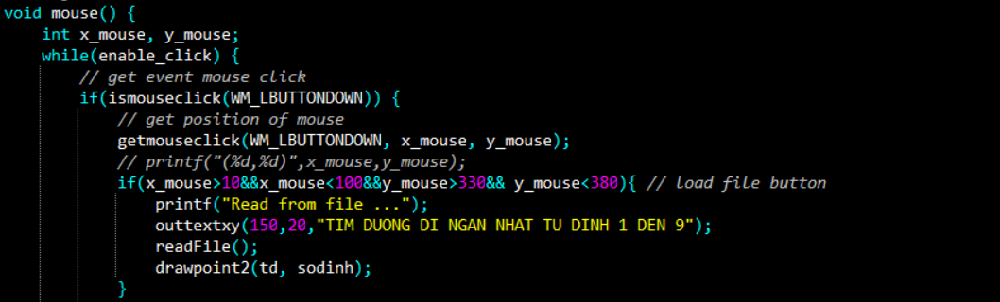 void mouse() {
    int x_mouse, y_mouse;
    while(enable_click) {
        // get event mouse click
        if(ismouseclick(WM_LBUTTONDOWN)) {
            // get position of mouse
            getmouseclick(WM_LBUTTONDOWN, x_mouse, y_mouse);
            // printf("(%d,%d)",x_mouse,y_mouse);
            if(x_mouse>10&&x_mouse<100&&y_mouse>330&& y_mouse<380){ // load file button
                printf("Read from file ...");
                outtextxy(150,20,"TIM DUONG DI NGAN NHAT TU DINH 1 DEN 9");
                readFile();
                drawpoint2(td, sodinh);
            }